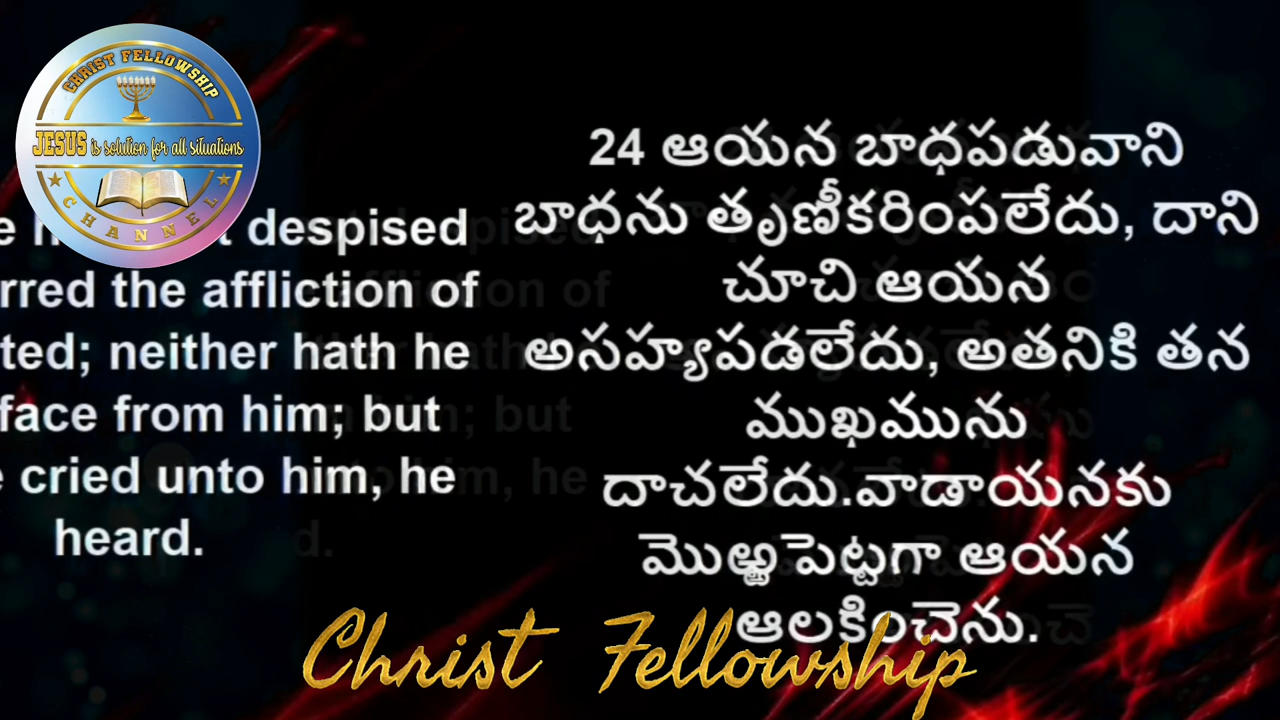 CHRIST FELLOWSHIP
JESUS is solution for all situations
CHANNEL
despised
rred the affliction of
ted; neither hath he
face from him; but
cried unto him, he
heard.
24 ఆయన బాధపడువాని
బాధను తృణీకరింపలేదు, దాని
చూచి ఆయన
అసహ్యపడలేదు, అతనికి తన
ముఖమును
దాచలేదు.వాడాయనకు
మొఱ్ఱపెట్టగా ఆయన
ఆలకించెను.
Christ Fellowship